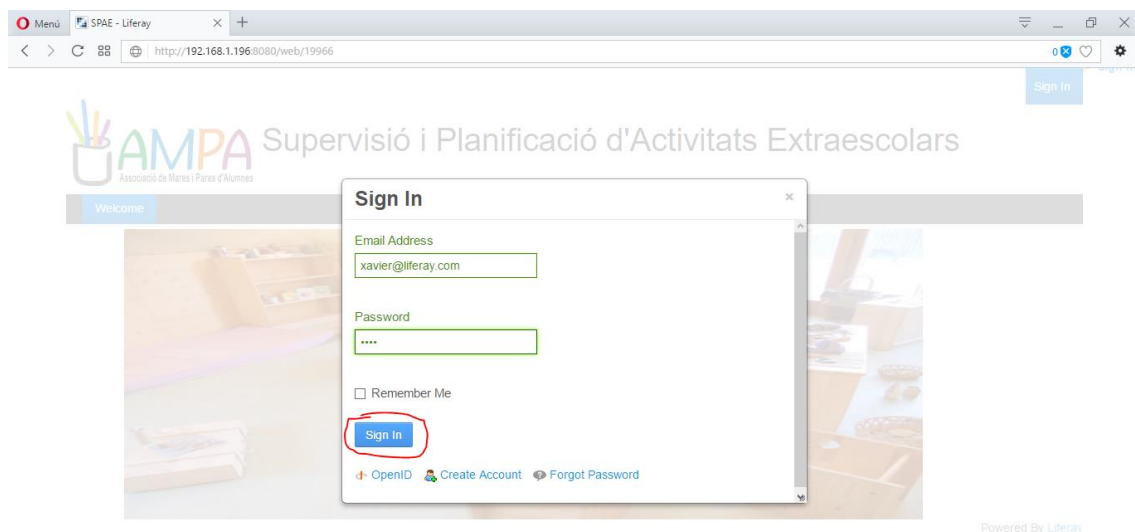 Menú SPAE - Liferay
http://192.168.1.196:8080/web/19966
0
Sign In
AMPA Supervisió i Planificació d'Activitats Extraescolars
Associació de Mares i Pares d'Alumnes
Welcome
Sign In
Email Address
xavier@liferay.com
Password
••••
Remember Me
Sign In
OpenID Create Account Forgot Password
Powered By Liferay